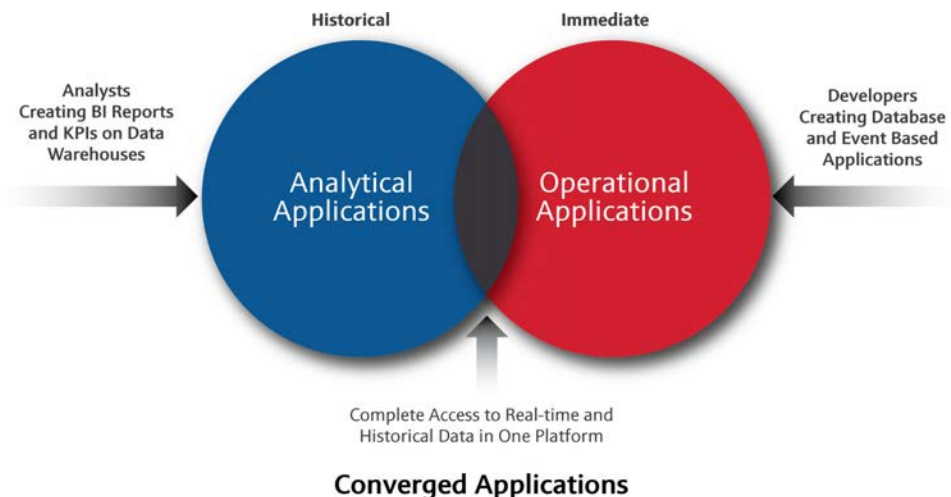 Historical
Immediate
Analysts
Creating BI Reports
and KPIs on Data
Warehouses
Analytical
Applications
Operational
Applications
Developers
Creating Database
and Event Based
Applications
Complete Access to Real-time and
Historical Data in One Platform
Converged Applications